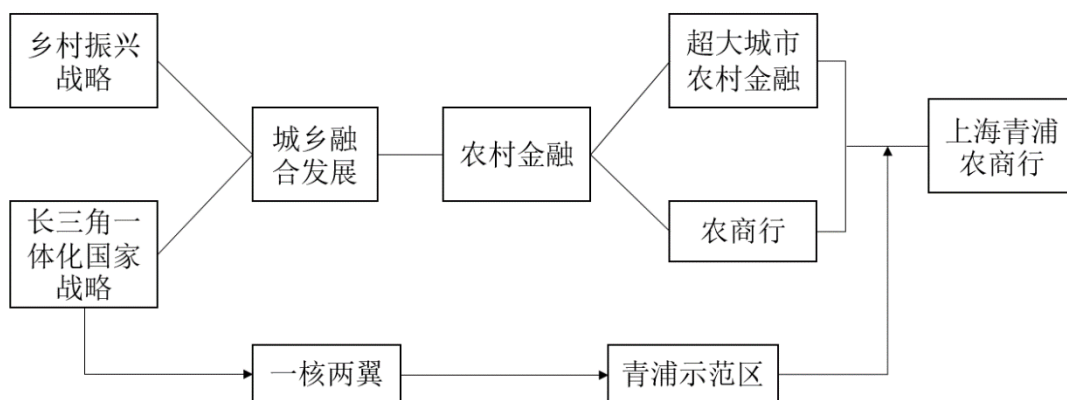 乡村振兴
战略
长三角一
体化国家
战略
城乡融
合发展
农村金融
超大城市
农村金融
农商行
上海青浦
农商行
一核两翼
青浦示范区